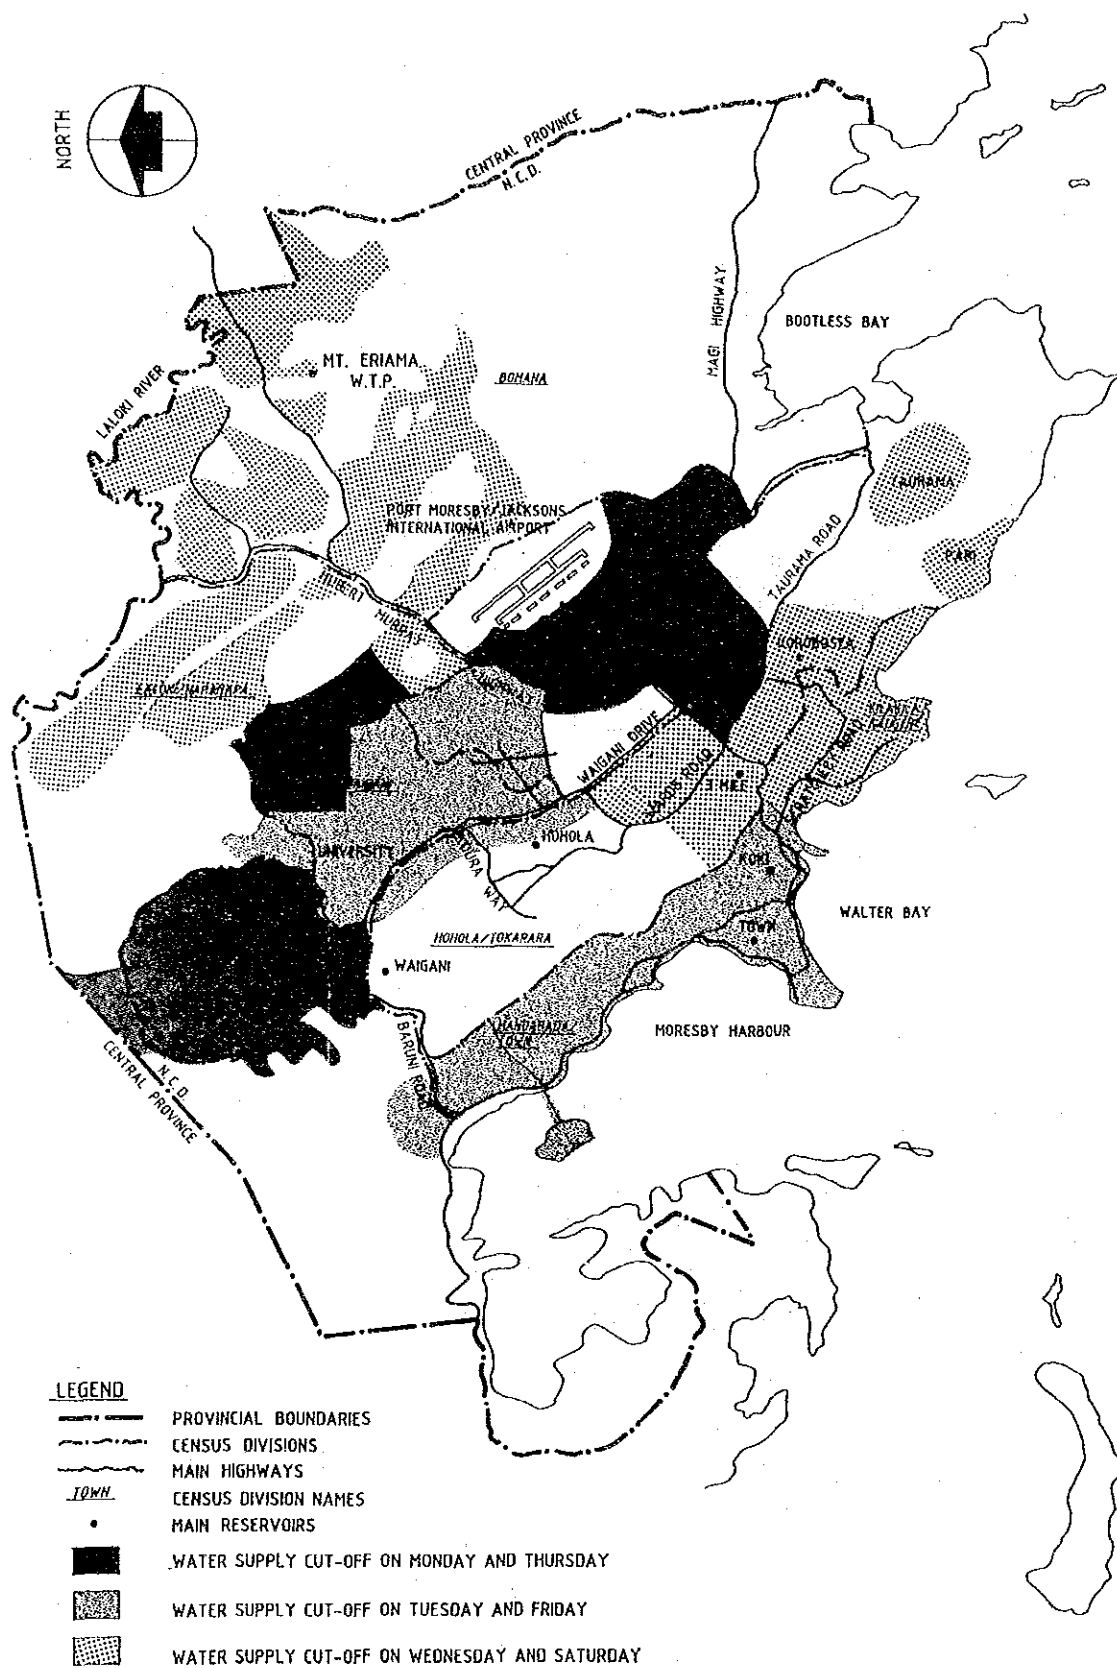 NORTH
CENTRAL PROVINCE
N.C.D.
MAGI HIGHWAY
BOOTLESS BAY
MT. ERIAMA
W.T.P.
BOMANA
LALOKI RIVER
TAURAMA
PORT MORESBY/JACKSONS
INTERNATIONAL AIRPORT
PARI
TAURAMA ROAD
HUBERT
MURRAY
HIGHWAY
WAIGANI DRIVE
3 MILE
HOHOLA
UNIVERSITY
KOKI
TOWN
WALTER BAY
HOHOLA/TOKARARA
WAIGANI
MORESBY HARBOUR
TOWN
BARUNI ROAD
N.C.D.
CENTRAL PROVINCE
LEGEND
PROVINCIAL BOUNDARIES
CENSUS DIVISIONS
MAIN HIGHWAYS
TOWN
CENSUS DIVISION NAMES
MAIN RESERVOIRS
WATER SUPPLY CUT-OFF ON MONDAY AND THURSDAY
WATER SUPPLY CUT-OFF ON TUESDAY AND FRIDAY
WATER SUPPLY CUT-OFF ON WEDNESDAY AND SATURDAY